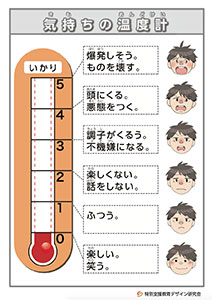 気持ちの温度計
いかり
5
爆発しそう。
ものを壊す。
4
頭にくる。
悪態をつく。
3
調子がくるう。
不機嫌になる。
2
楽しくない。
話をしない。
1
ふつう。
0
楽しい。
笑う。
特別支援教育デザイン研究会